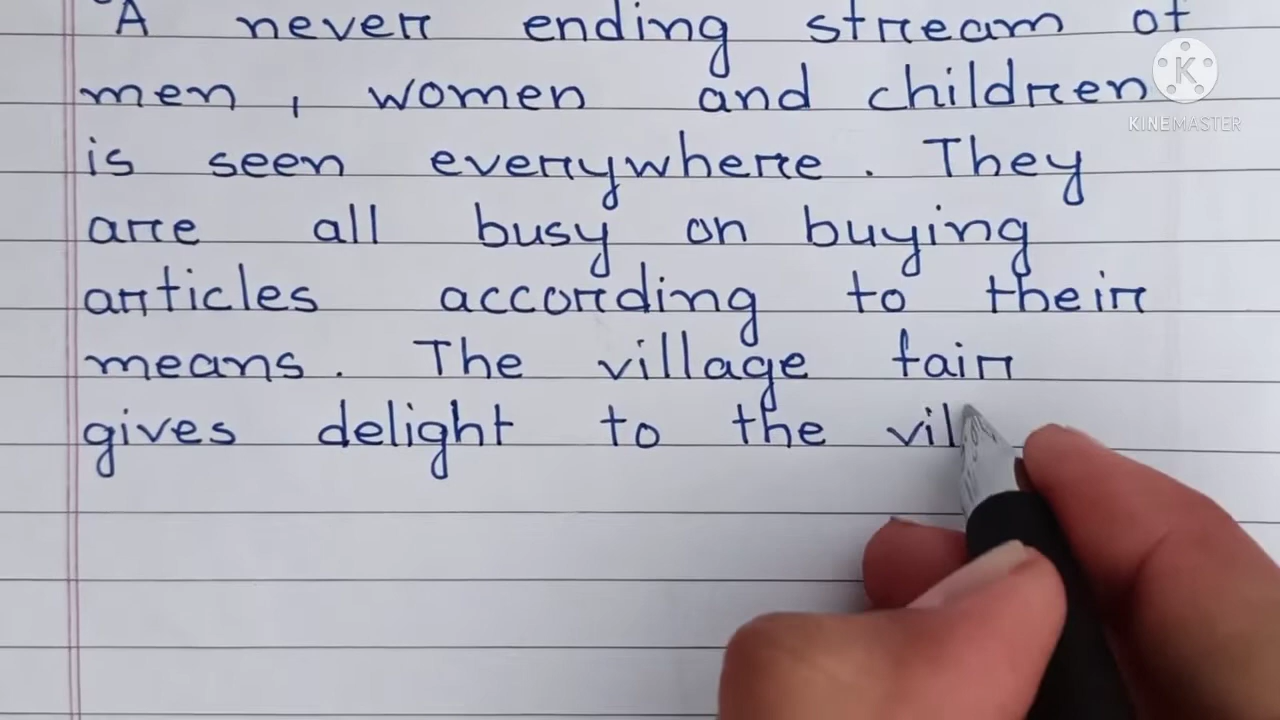 A never ending stream of
men, women and children
is seen everywhere. They
are all busy on buying
articles according to their
means. The village fair
gives delight to the vil
K
KINEMASTER